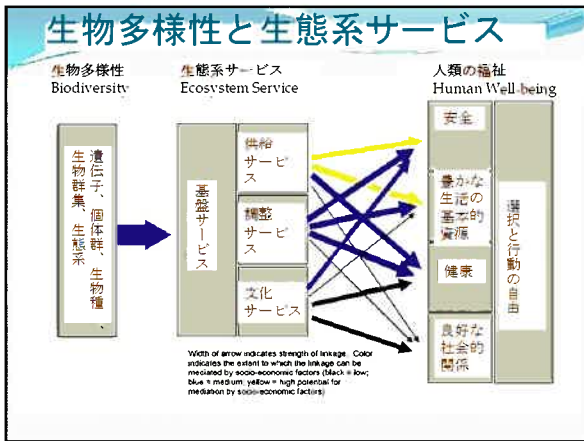 生物多様性と生態系サービス
生物多様性
Biodiversity
生態系サービス
Ecosystem Service
人類の福祉
Human Well-being
遺伝子、個体群、生物種、
生物群集、生態系
基盤サービス
供給
サービ
ス
調整
サービ
ス
文化
サービス
安全
豊かな
生活の
基本的
資源
健康
良好な
社会的
関係
選択と行動の自由
Width of arrow indicates strength of linkage. Color
indicates the extent to which the linkage can be
mediated by socio-economic factors (black = low;
blue = medium; yellow = high potential for
mediation by socio-economic factors)